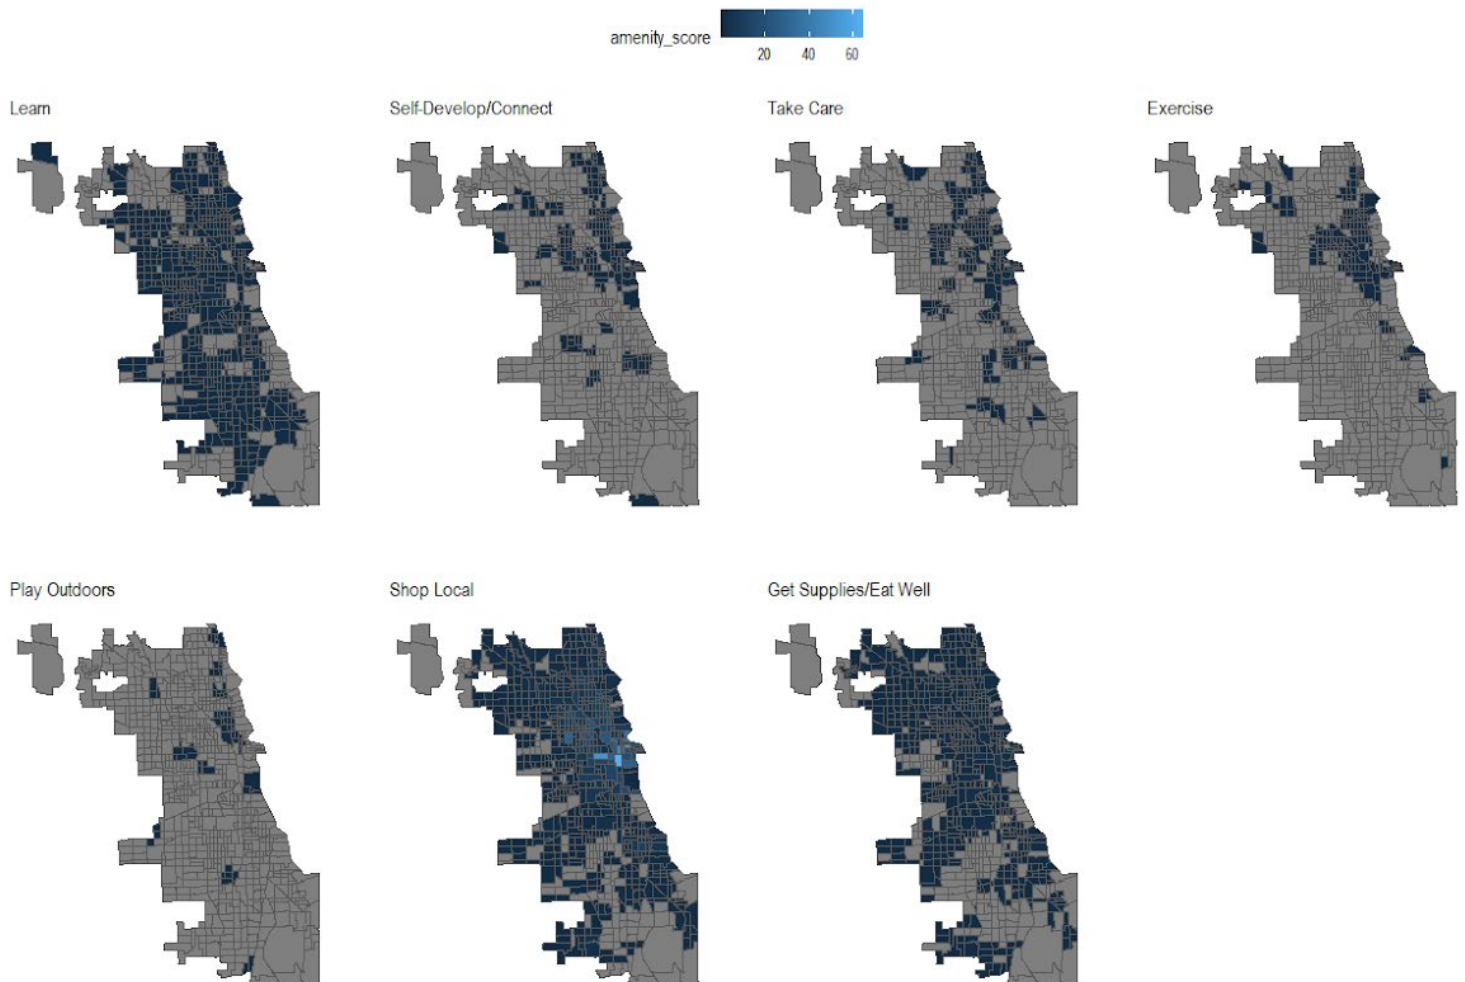 amenity_score
20 40 60
Learn
Self-Develop/Connect
Take Care
Exercise
Play Outdoors
Shop Local
Get Supplies/Eat Well